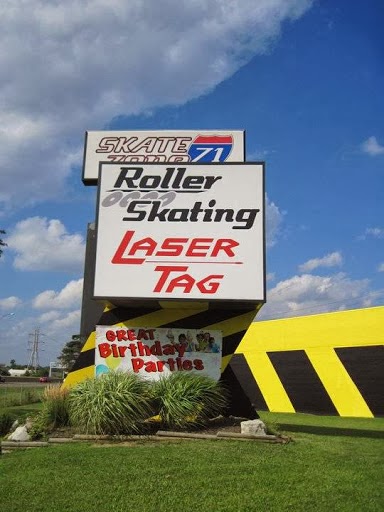 SKATE
ZONE 71
Roller
Skating
LASER
TAG
GREAT
Birthday
Parties